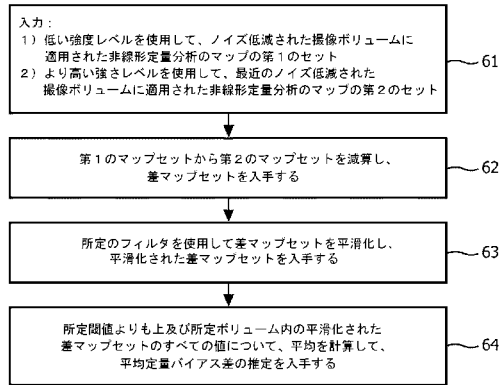 入力:
1) 低い強度レベルを使用して、ノイズ低減された撮像ボリュームに
適用された非線形定量分析のマップの第1のセット
2) より高い強さレベルを使用して、最近のノイズ低減された
撮像ボリュームに適用された非線形定量分析のマップの第2のセット
61
第1のマップセットから第2のマップセットを減算し、
差マップセットを入手する
62
所定のフィルタを使用して差マップセットを平滑化し、
平滑化された差マップセットを入手する
63
所定閾値よりも上及び所定ボリューム内の平滑化された
差マップセットのすべての値について、平均を計算して、
平均定量バイアス差の推定を入手する
64